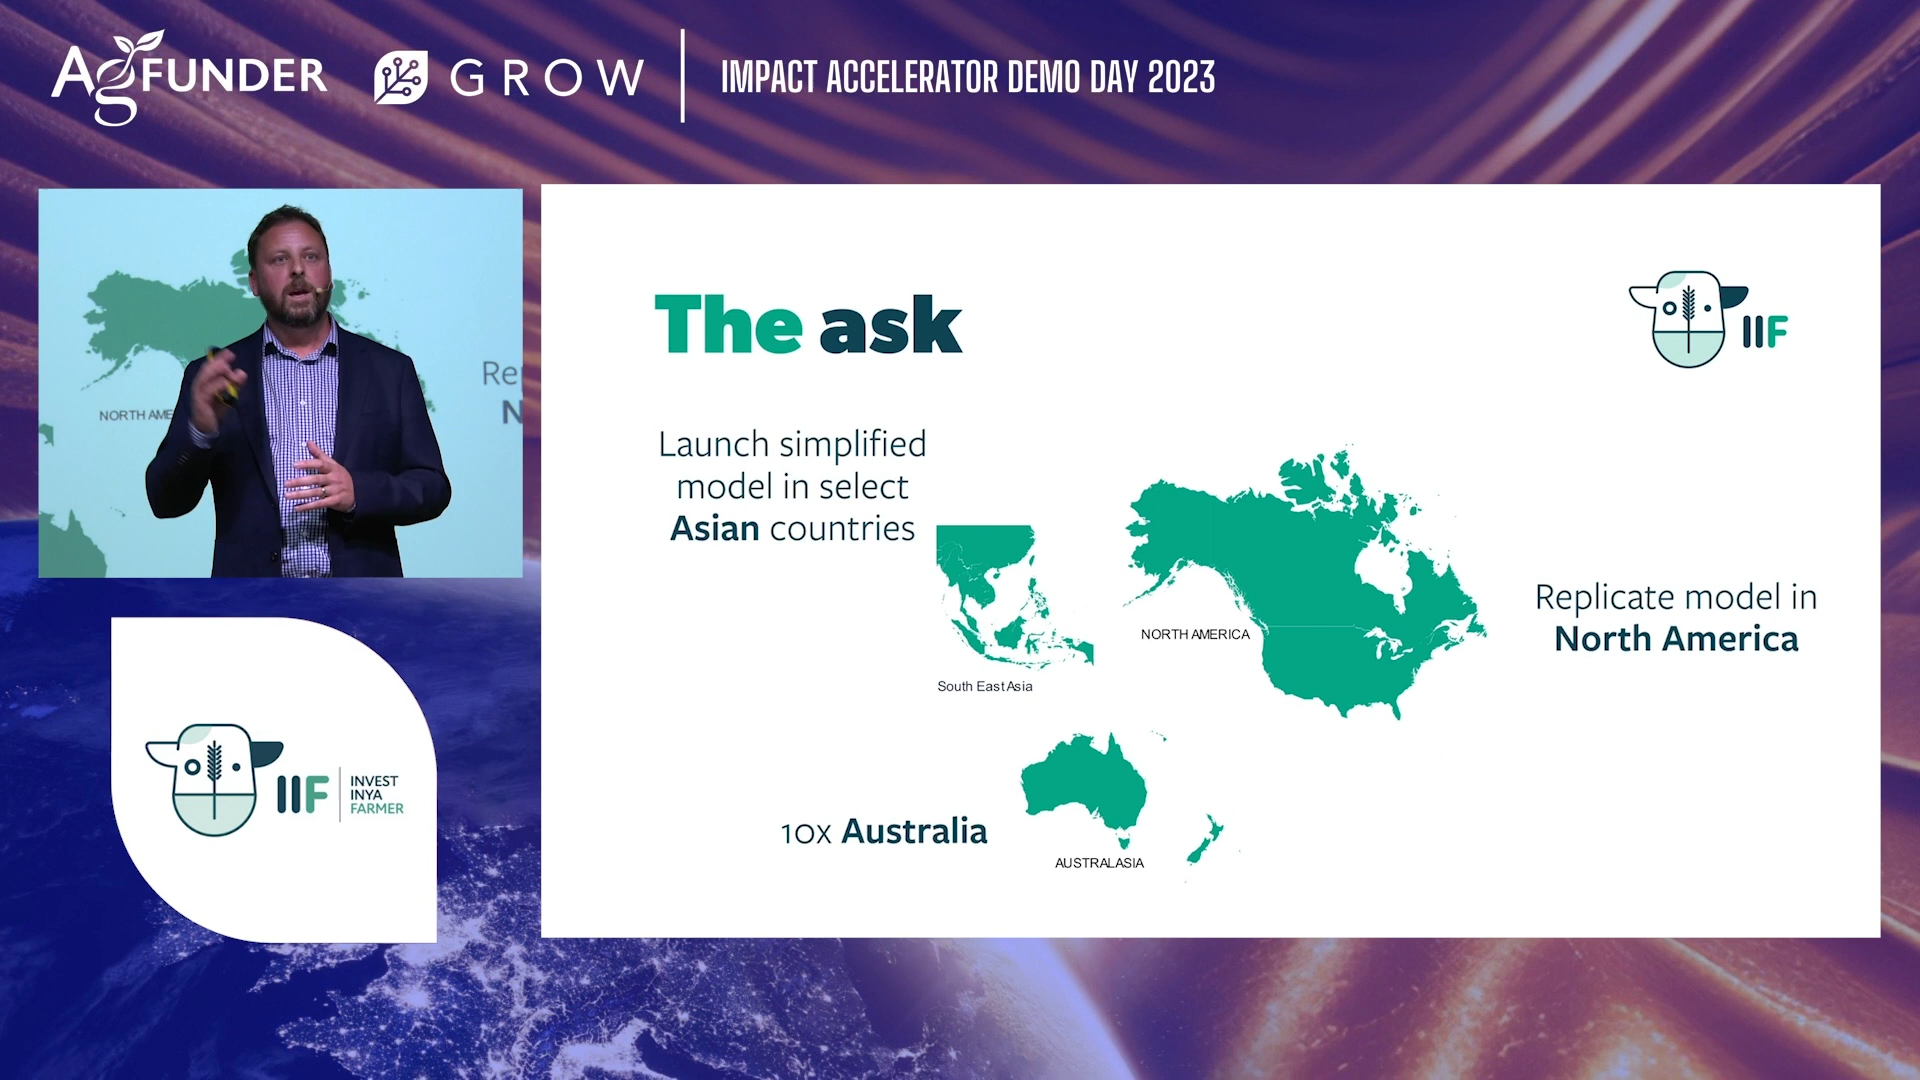 AgFUNDER
GROW
IMPACT ACCELERATOR DEMO DAY 2023
NORTH AME
Re
N
The ask
IIF
Launch simplified
model in select
Asian countries
NORTH AMERICA
Replicate model in
North America
South East Asia
10x Australia
AUSTRALASIA
IIF
INVEST
INYA
FARMER